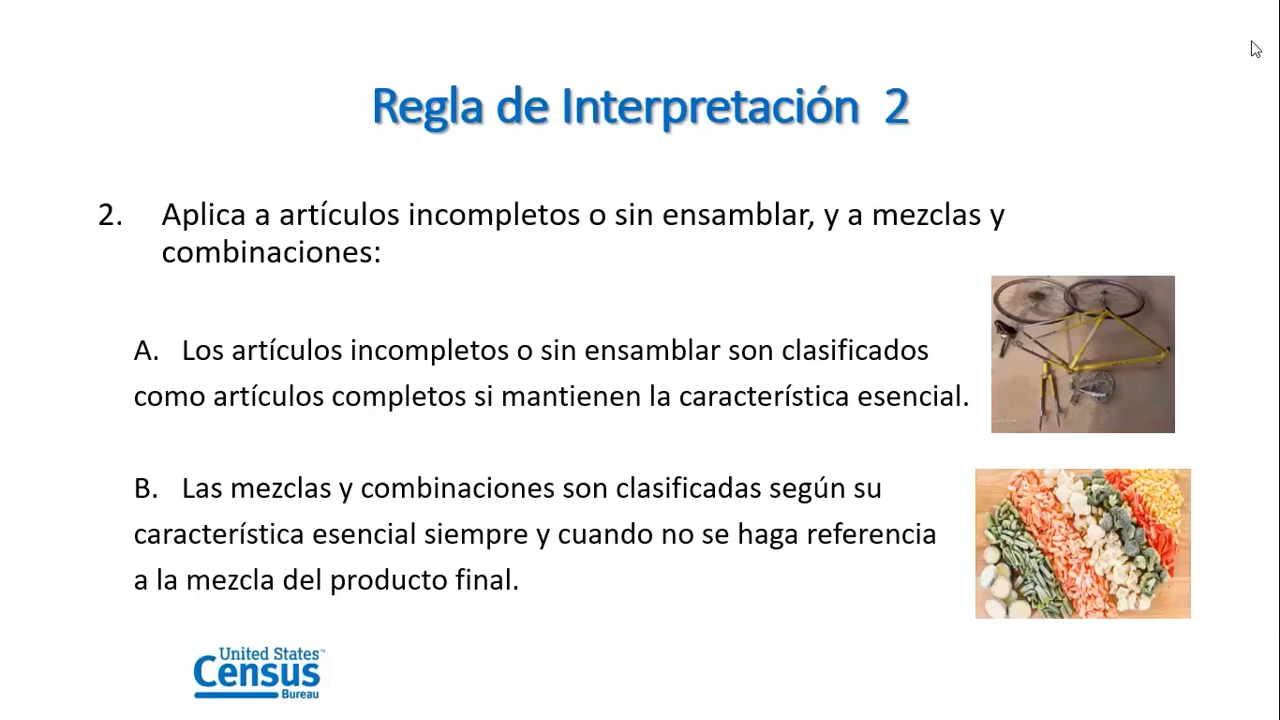 Regla de Interpretación 2
2. Aplica a artículos incompletos o sin ensamblar, y a mezclas y
combinaciones:
A. Los artículos incompletos o sin ensamblar son clasificados
como artículos completos si mantienen la característica esencial.
B. Las mezclas y combinaciones son clasificadas según su
característica esencial siempre y cuando no se haga referencia
a la mezcla del producto final.
United States™
Census
Bureau